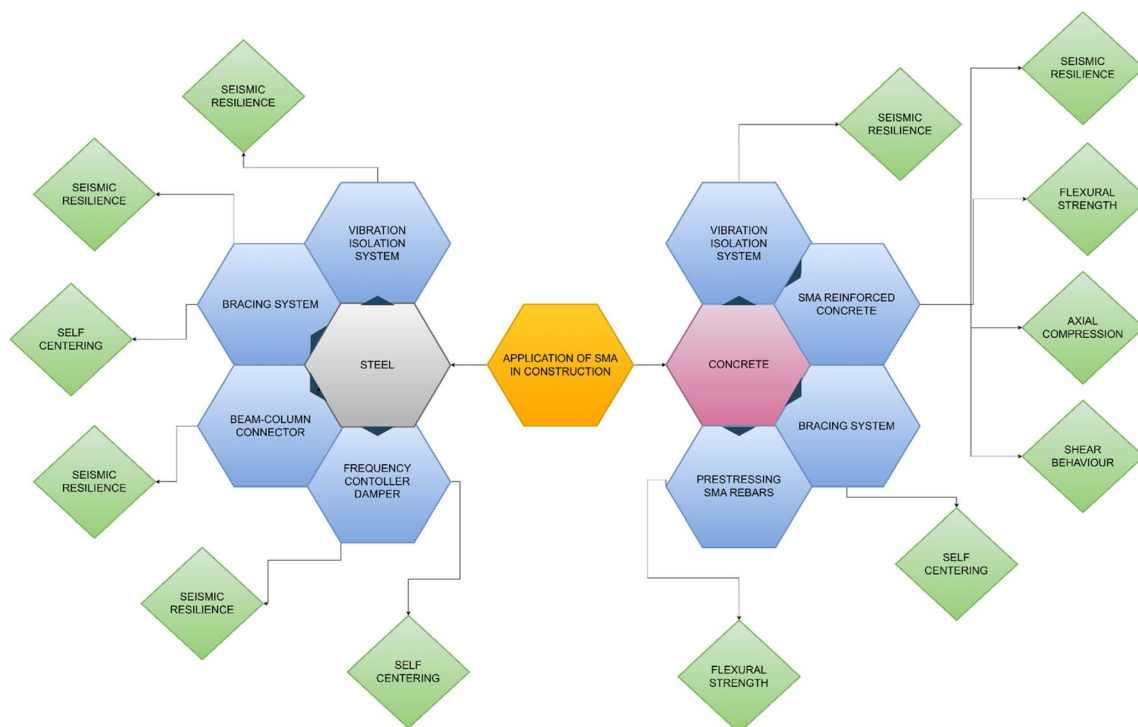 SEISMIC
RESILIENCE
SEISMIC
RESILIENCE
SEISMIC
RESILIENCE
SEISMIC
RESILIENCE
FLEXURAL
STRENGTH
VIBRATION
ISOLATION
SYSTEM
VIBRATION
ISOLATION
SYSTEM
BRACING SYSTEM
SMA REINFORCED
CONCRETE
SELF
CENTERING
AXIAL
COMPRESSION
STEEL
APPLICATION OF SMA
IN CONSTRUCTION
CONCRETE
BEAM-COLUMN
CONNECTOR
BRACING SYSTEM
SEISMIC
RESILIENCE
FREQUENCY
CONTOLLER
DAMPER
PRESTRESSING
SMA REBARS
SHEAR
BEHAVIOUR
SELF
CENTERING
SEISMIC
RESILIENCE
SELF
CENTERING
FLEXURAL
STRENGTH